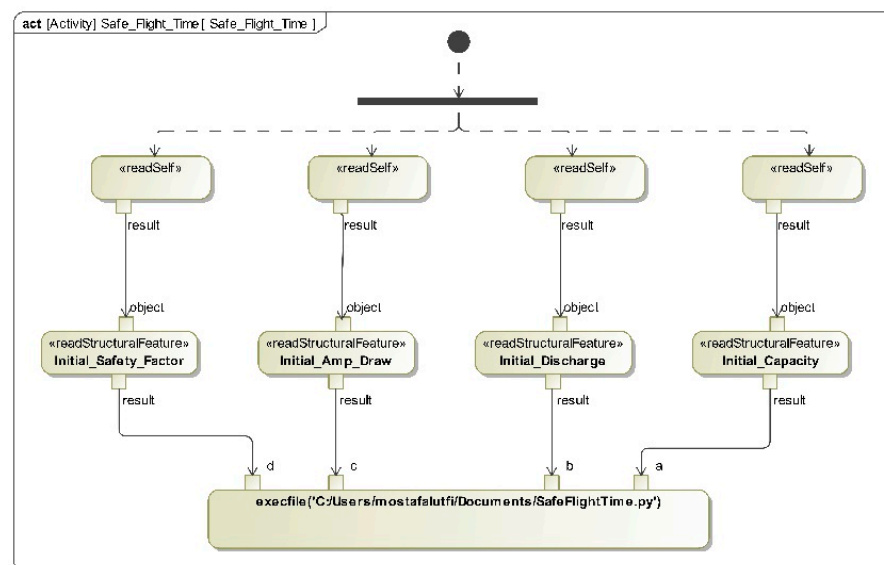 act [Activity] Safe_Flight_Time [ Safe_Flight_Time ]
«readSelf» «readSelf» «readSelf» «readSelf»
result result result result
object object object object
«readStructuralFeature» «readStructuralFeature» «readStructuralFeature» «readStructuralFeature»
Initial_Safety_Factor Initial_Amp_Draw Initial_Discharge Initial_Capacity
result result result result
d c b a
execfile('C:/Users/mostafalutfi/Documents/SafeFlightTime.py')